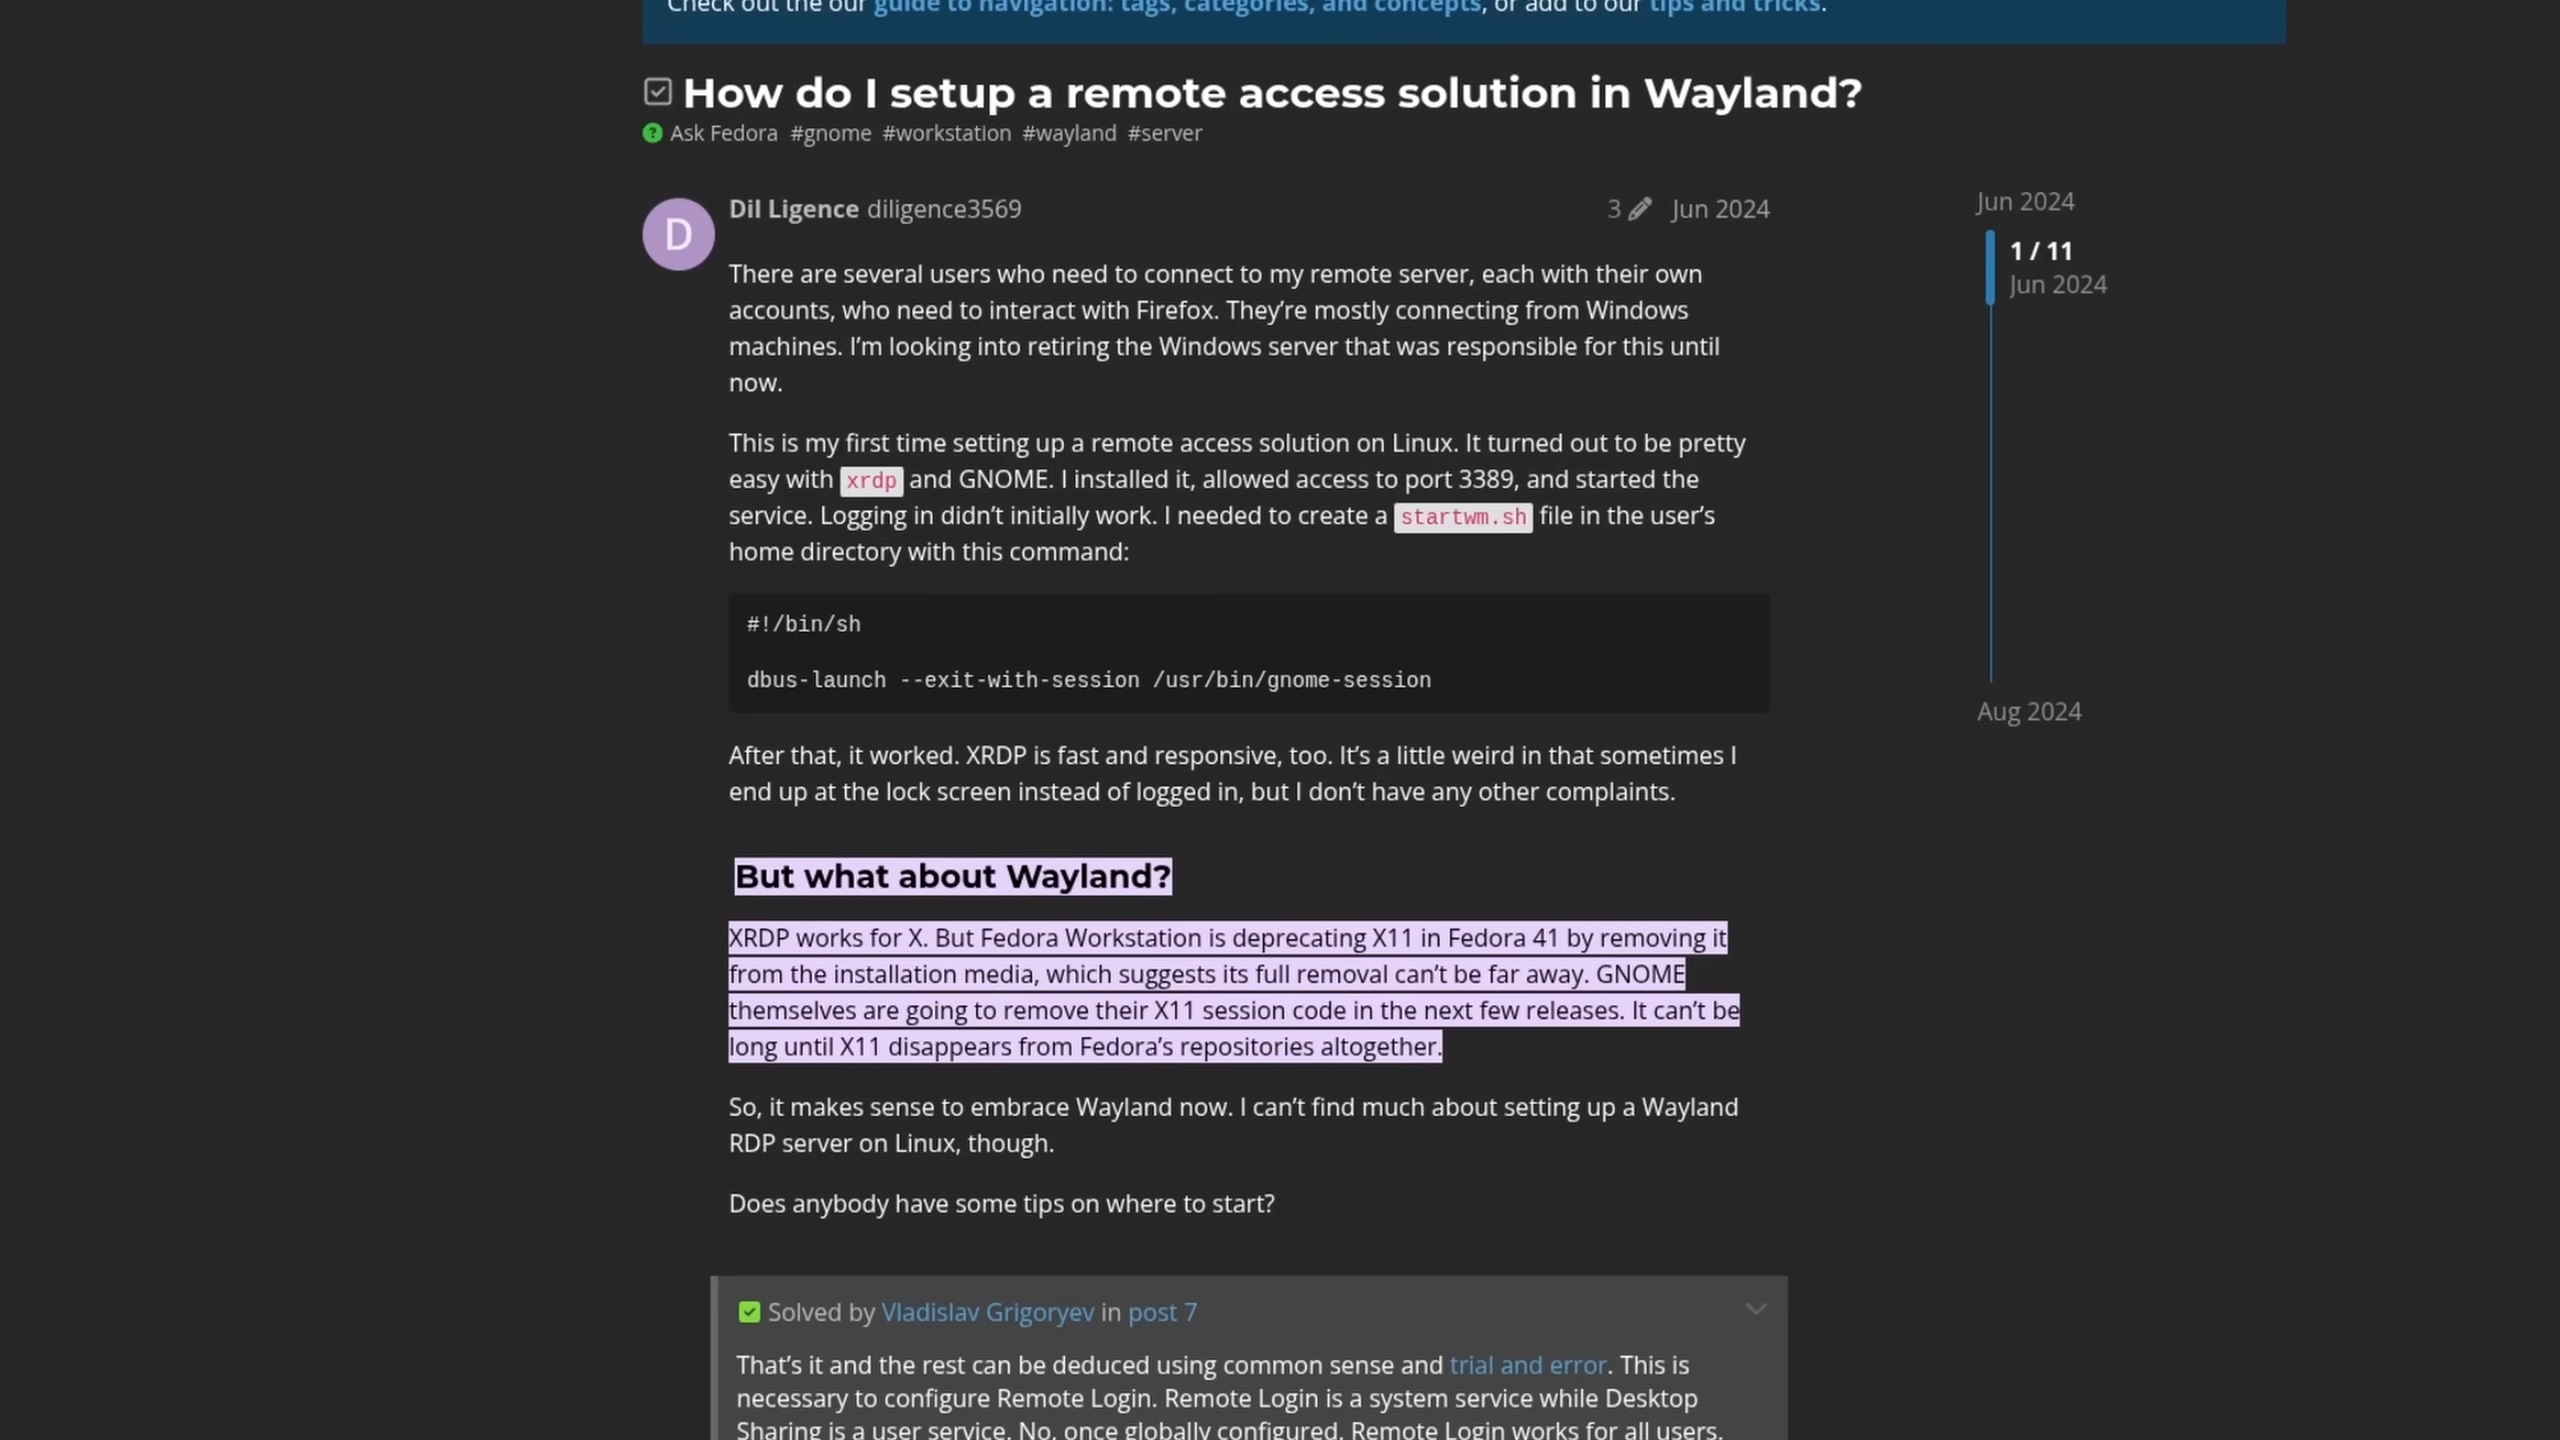 Check out the our guide to navigation: tags, categories, and concepts, or add to our tips and tricks.
How do I setup a remote access solution in Wayland?
Ask Fedora #gnome #workstation #wayland #server
Dil Ligence diligence3569 3 Jun 2024
Jun 2024
1 / 11
Jun 2024
Aug 2024
D
There are several users who need to connect to my remote server, each with their own
accounts, who need to interact with Firefox. They’re mostly connecting from Windows
machines. I’m looking into retiring the Windows server that was responsible for this until
now.
This is my first time setting up a remote access solution on Linux. It turned out to be pretty
easy with xrdp and GNOME. I installed it, allowed access to port 3389, and started the
service. Logging in didn’t initially work. I needed to create a startwm.sh file in the user’s
home directory with this command:
#!/bin/sh
dbus-launch --exit-with-session /usr/bin/gnome-session
After that, it worked. XRDP is fast and responsive, too. It’s a little weird in that sometimes I
end up at the lock screen instead of logged in, but I don’t have any other complaints.
But what about Wayland?
XRDP works for X. But Fedora Workstation is deprecating X11 in Fedora 41 by removing it
from the installation media, which suggests its full removal can’t be far away. GNOME
themselves are going to remove their X11 session code in the next few releases. It can’t be
long until X11 disappears from Fedora’s repositories altogether.
So, it makes sense to embrace Wayland now. I can’t find much about setting up a Wayland
RDP server on Linux, though.
Does anybody have some tips on where to start?
Solved by Vladislav Grigoryev in post 7
That’s it and the rest can be deduced using common sense and trial and error. This is
necessary to configure Remote Login. Remote Login is a system service while Desktop
Sharing is a user service. No, once globally configured, Remote Login works for all users.